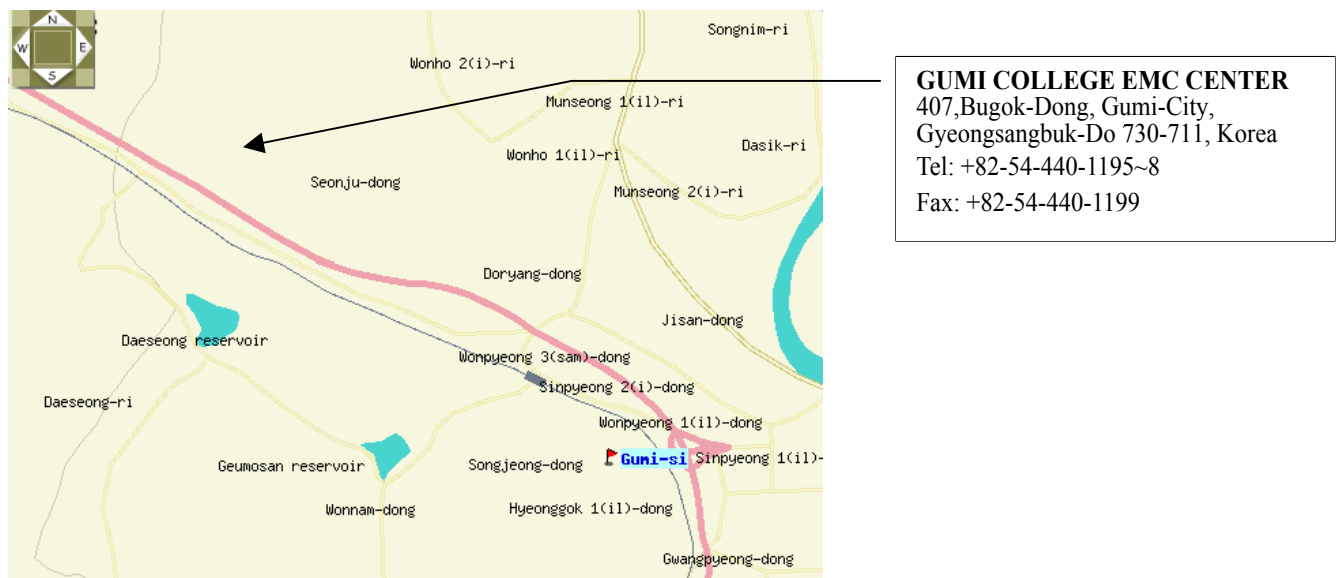 N
W E
S
Songnim-ri
Wonho 2(i)-ri
Munseong 1(il)-ri
Dasik-ri
Wonho 1(il)-ri
Seonju-dong
Munseong 2(i)-ri
Doryang-dong
Jisan-dong
Daeseong reservoir
Wonpyeong 3(sam)-dong
Sinpyeong 2(i)-dong
Daeseong-ri
Wonpyeong 1(il)-dong
Geumosan reservoir
Songjeong-dong
Gumi-si
Sinpyeong 1(il)-
Wonnam-dong
Hyeonggok 1(il)-dong
Gwangpyeong-dong
GUMI COLLEGE EMC CENTER
407,Bugok-Dong, Gumi-City,
Gyeongsangbuk-Do 730-711, Korea
Tel: +82-54-440-1195~8
Fax: +82-54-440-1199